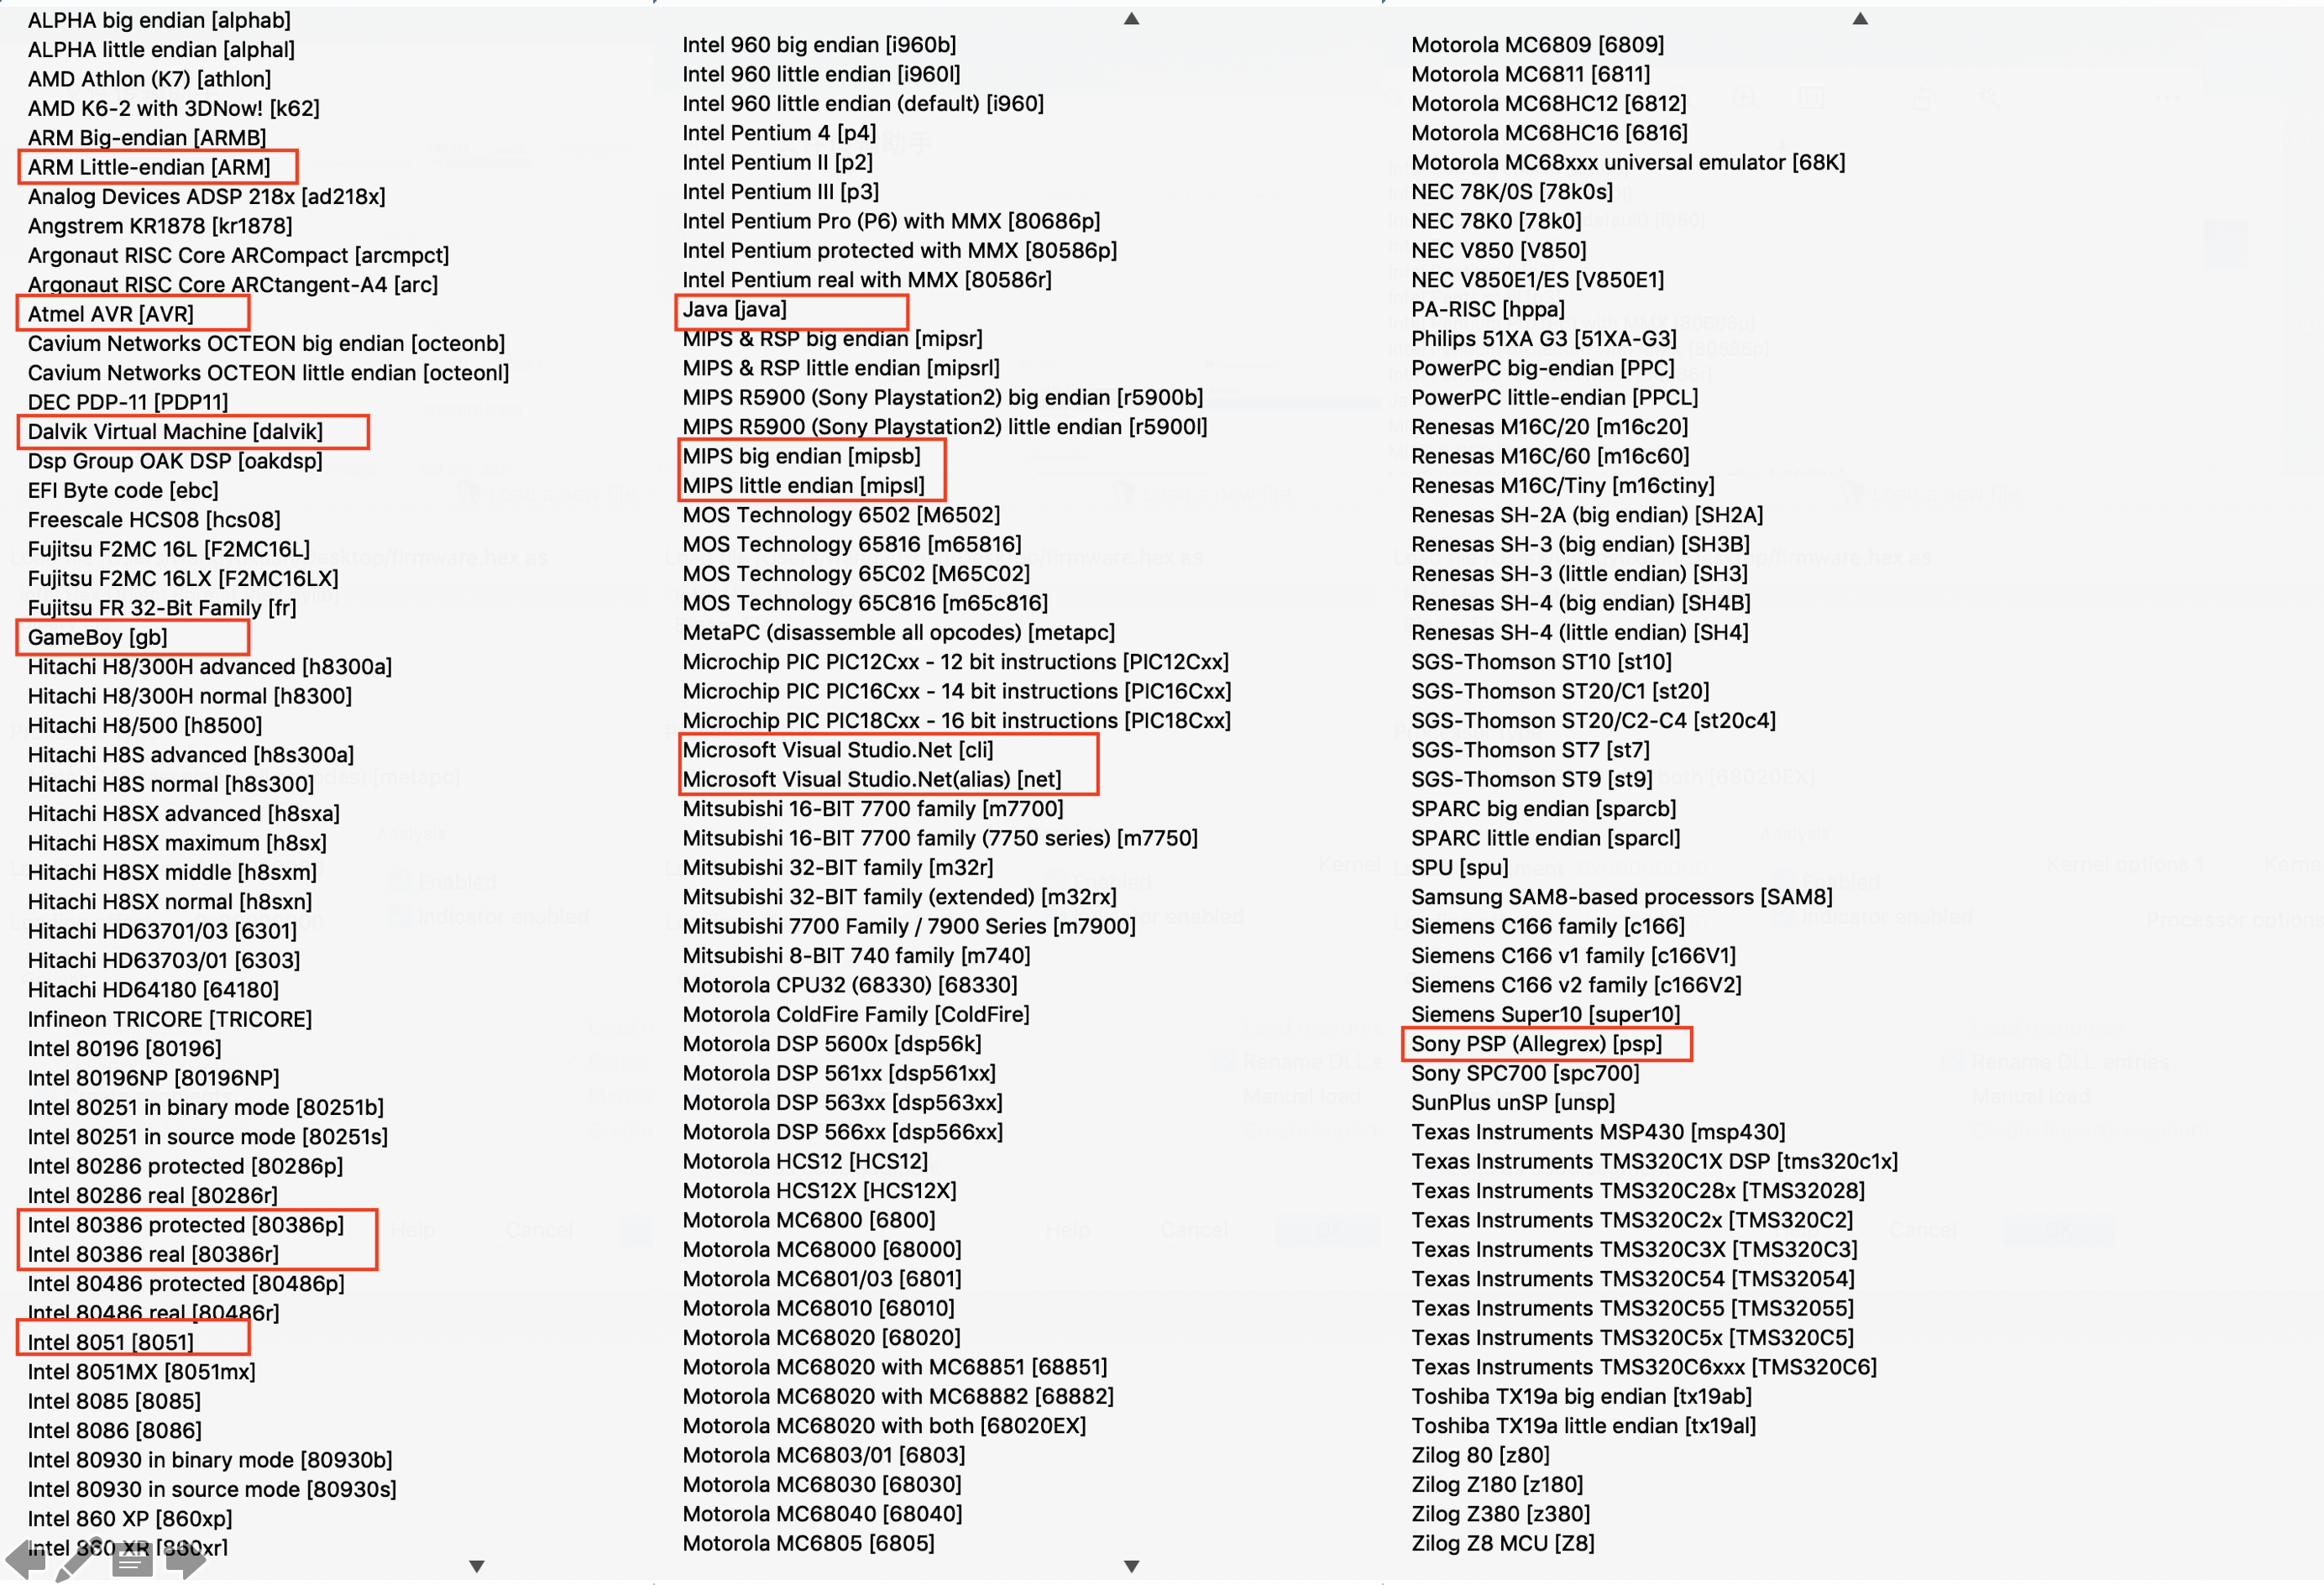 ALPHA big endian [alphab]
ALPHA little endian [alphal]
AMD Athlon (K7) [athlon]
AMD K6-2 with 3DNow! [k62]
ARM Big-endian [ARMB]
ARM Little-endian [ARM]
Analog Devices ADSP 218x [ad218x]
Angstrem KR1878 [kr1878]
Argonaut RISC Core ARCompact [arcmpct]
Argonaut RISC Core ARCtangent-A4 [arc]
Atmel AVR [AVR]
Cavium Networks OCTEON big endian [octeonb]
Cavium Networks OCTEON little endian [octeonl]
DEC PDP-11 [PDP11]
Dalvik Virtual Machine [dalvik]
Dsp Group OAK DSP [oakdsp]
EFI Byte code [ebc]
Freescale HCS08 [hcs08]
Fujitsu F2MC 16L [F2MC16L]
Fujitsu F2MC 16LX [F2MC16LX]
Fujitsu FR 32-Bit Family [fr]
GameBoy [gb]
Hitachi H8/300H advanced [h8300a]
Hitachi H8/300H normal [h8300]
Hitachi H8/500 [h8500]
Hitachi H8S advanced [h8s300a]
Hitachi H8S normal [h8s300]
Hitachi H8SX advanced [h8sxa]
Hitachi H8SX maximum [h8sx]
Hitachi H8SX middle [h8sxm]
Hitachi H8SX normal [h8sxn]
Hitachi HD63701/03 [6301]
Hitachi HD63703/01 [6303]
Hitachi HD64180 [64180]
Infineon TRICORE [TRICORE]
Intel 80196 [80196]
Intel 80196NP [80196NP]
Intel 80251 in binary mode [80251b]
Intel 80251 in source mode [80251s]
Intel 80286 protected [80286p]
Intel 80286 real [80286r]
Intel 80386 protected [80386p]
Intel 80386 real [80386r]
Intel 80486 protected [80486p]
Intel 80486 real [80486r]
Intel 8051 [8051]
Intel 8051MX [8051mx]
Intel 8085 [8085]
Intel 8086 [8086]
Intel 80930 in binary mode [80930b]
Intel 80930 in source mode [80930s]
Intel 860 XP [860xp]
Intel 860 XR [860xr]
Intel 960 big endian [i960b]
Intel 960 little endian [i960l]
Intel 960 little endian (default) [i960]
Intel Pentium 4 [p4]
Intel Pentium II [p2]
Intel Pentium III [p3]
Intel Pentium Pro (P6) with MMX [80686p]
Intel Pentium protected with MMX [80586p]
Intel Pentium real with MMX [80586r]
Java [java]
MIPS & RSP big endian [mipsr]
MIPS & RSP little endian [mipsrl]
MIPS R5900 (Sony Playstation2) big endian [r5900b]
MIPS R5900 (Sony Playstation2) little endian [r5900l]
MIPS big endian [mipsb]
MIPS little endian [mipsl]
MOS Technology 6502 [M6502]
MOS Technology 65816 [m65816]
MOS Technology 65C02 [M65C02]
MOS Technology 65C816 [m65c816]
MetaPC (disassemble all opcodes) [metapc]
Microchip PIC PIC12Cxx - 12 bit instructions [PIC12Cxx]
Microchip PIC PIC16Cxx - 14 bit instructions [PIC16Cxx]
Microchip PIC PIC18Cxx - 16 bit instructions [PIC18Cxx]
Microsoft Visual Studio.Net [cli]
Microsoft Visual Studio.Net(alias) [net]
Mitsubishi 16-BIT 7700 family [m7700]
Mitsubishi 16-BIT 7700 family (7750 series) [m7750]
Mitsubishi 32-BIT family [m32r]
Mitsubishi 32-BIT family (extended) [m32rx]
Mitsubishi 7700 Family / 7900 Series [m7900]
Mitsubishi 8-BIT 740 family [m740]
Motorola CPU32 (68330) [68330]
Motorola ColdFire Family [ColdFire]
Motorola DSP 5600x [dsp56k]
Motorola DSP 561xx [dsp561xx]
Motorola DSP 563xx [dsp563xx]
Motorola DSP 566xx [dsp566xx]
Motorola HCS12 [HCS12]
Motorola HCS12X [HCS12X]
Motorola MC6800 [6800]
Motorola MC68000 [68000]
Motorola MC6801/03 [6801]
Motorola MC68010 [68010]
Motorola MC68020 [68020]
Motorola MC68020 with MC68851 [68851]
Motorola MC68020 with MC68882 [68882]
Motorola MC68020 with both [68020EX]
Motorola MC6803/01 [6803]
Motorola MC68030 [68030]
Motorola MC68040 [68040]
Motorola MC6805 [6805]
Motorola MC6809 [6809]
Motorola MC6811 [6811]
Motorola MC68HC12 [6812]
Motorola MC68HC16 [6816]
Motorola MC68xxx universal emulator [68K]
NEC 78K/0S [78k0s]
NEC 78K0 [78k0]
NEC V850 [V850]
NEC V850E1/ES [V850E1]
PA-RISC [hppa]
Philips 51XA G3 [51XA-G3]
PowerPC big-endian [PPC]
PowerPC little-endian [PPCL]
Renesas M16C/20 [m16c20]
Renesas M16C/60 [m16c60]
Renesas M16C/Tiny [m16ctiny]
Renesas SH-2A (big endian) [SH2A]
Renesas SH-3 (big endian) [SH3B]
Renesas SH-3 (little endian) [SH3]
Renesas SH-4 (big endian) [SH4B]
Renesas SH-4 (little endian) [SH4]
SGS-Thomson ST10 [st10]
SGS-Thomson ST20/C1 [st20]
SGS-Thomson ST20/C2-C4 [st20c4]
SGS-Thomson ST7 [st7]
SGS-Thomson ST9 [st9]
SPARC big endian [sparcb]
SPARC little endian [sparcl]
SPU [spu]
Samsung SAM8-based processors [SAM8]
Siemens C166 family [c166]
Siemens C166 v1 family [c166V1]
Siemens C166 v2 family [c166V2]
Siemens Super10 [super10]
Sony PSP (Allegrex) [psp]
Sony SPC700 [spc700]
SunPlus unSP [unsp]
Texas Instruments MSP430 [msp430]
Texas Instruments TMS320C1X DSP [tms320c1x]
Texas Instruments TMS320C28x [TMS32028]
Texas Instruments TMS320C2x [TMS320C2]
Texas Instruments TMS320C3X [TMS320C3]
Texas Instruments TMS320C54 [TMS32054]
Texas Instruments TMS320C55 [TMS32055]
Texas Instruments TMS320C5x [TMS320C5]
Texas Instruments TMS320C6xxx [TMS320C6]
Toshiba TX19a big endian [tx19ab]
Toshiba TX19a little endian [tx19al]
Zilog 80 [z80]
Zilog Z180 [z180]
Zilog Z380 [z380]
Zilog Z8 MCU [Z8]